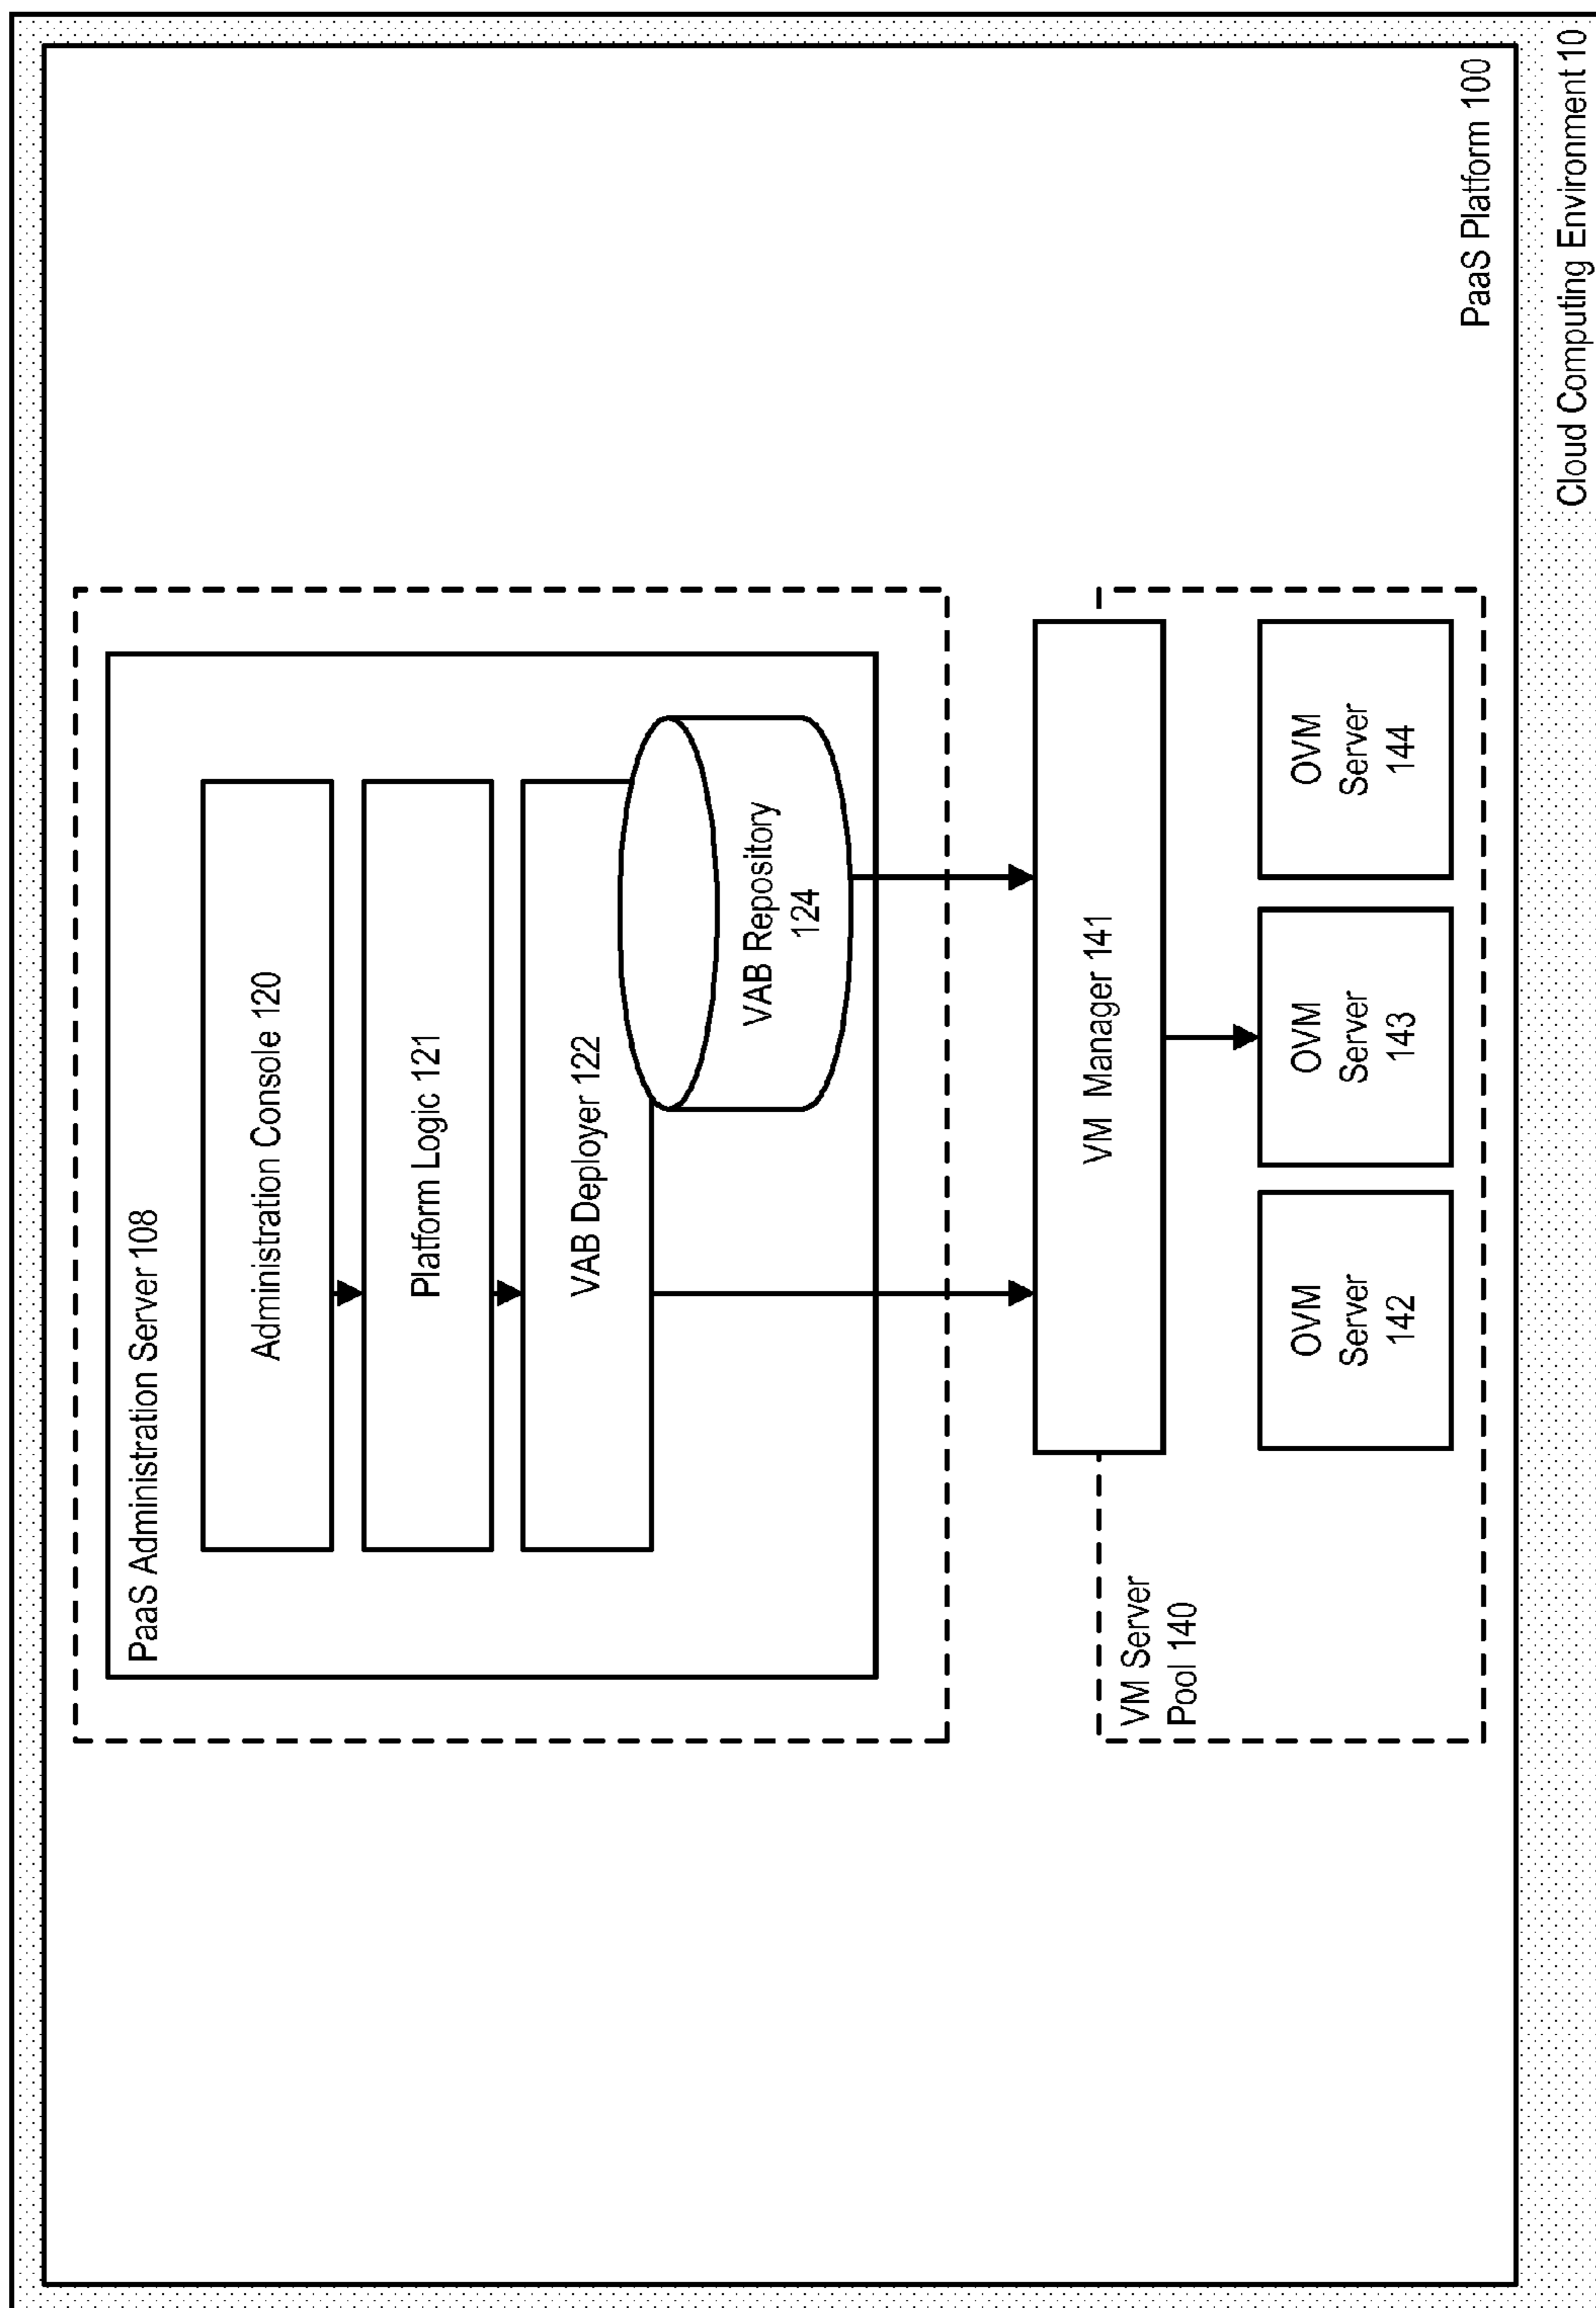 PaaS Administration Server 108
Administration Console 120
Platform Logic 121
VAB Deployer 122
VAB Repository
124
VM Manager 141
VM Server
Pool 140
OVM
Server
142
OVM
Server
143
OVM
Server
144
PaaS Platform 100
Cloud Computing Environment 10